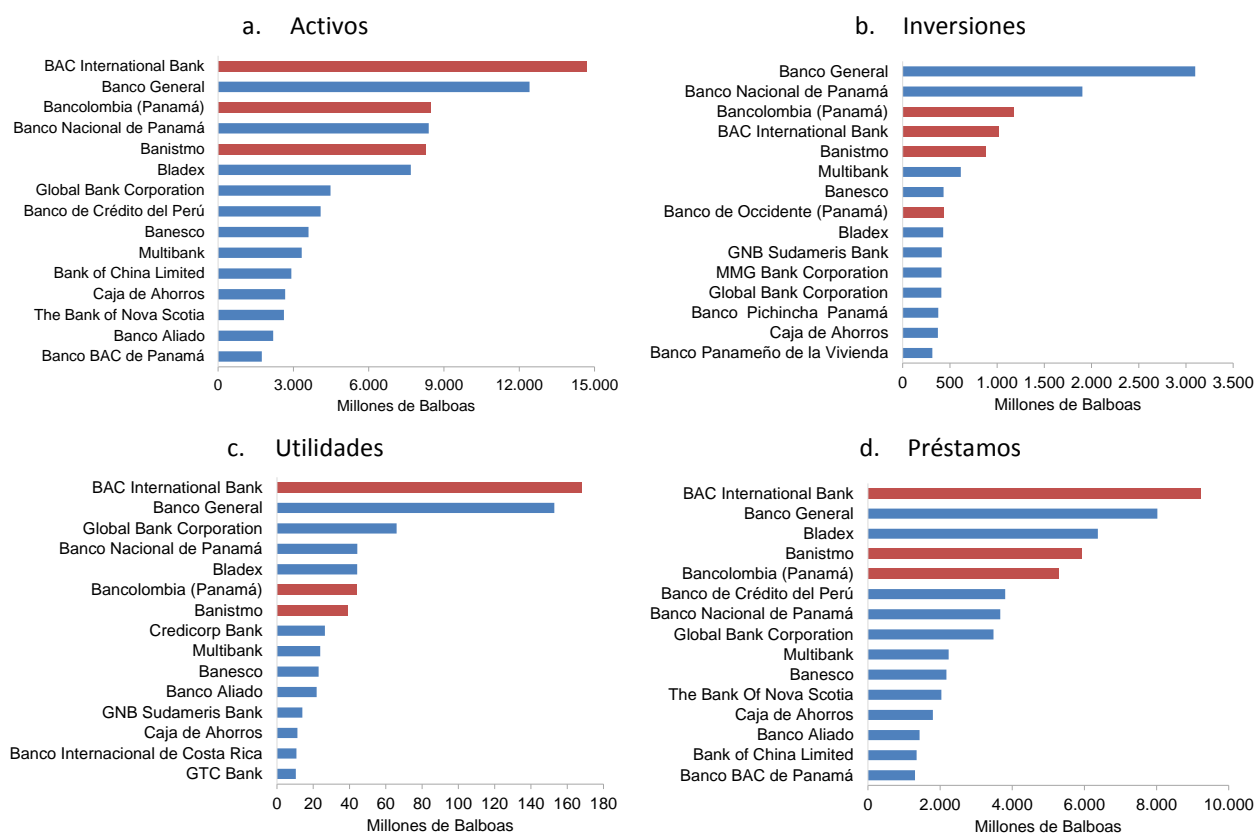 a. Activos
BAC International Bank
Banco General
Bancolombia (Panamá)
Banco Nacional de Panamá
Banistmo
Bladex
Global Bank Corporation
Banco de Crédito del Perú
Banesco
Multibank
Bank of China Limited
Caja de Ahorros
The Bank of Nova Scotia
Banco Aliado
Banco BAC de Panamá
0 3.000 6.000 9.000 12.000 15.000
Millones de Balboas
b. Inversiones
Banco General
Banco Nacional de Panamá
Bancolombia (Panamá)
BAC International Bank
Banistmo
Multibank
Banesco
Banco de Occidente (Panamá)
Bladex
GNB Sudameris Bank
MMG Bank Corporation
Global Bank Corporation
Banco Pichincha Panamá
Caja de Ahorros
Banco Panameño de la Vivienda
0 500 1.000 1.500 2.000 2.500 3.000 3.500
Millones de Balboas
c. Utilidades
BAC International Bank
Banco General
Global Bank Corporation
Banco Nacional de Panamá
Bladex
Bancolombia (Panamá)
Banistmo
Credicorp Bank
Multibank
Banesco
Banco Aliado
GNB Sudameris Bank
Caja de Ahorros
Banco Internacional de Costa Rica
GTC Bank
0 20 40 60 80 100 120 140 160 180
Millones de Balboas
d. Préstamos
BAC International Bank
Banco General
Bladex
Banistmo
Bancolombia (Panamá)
Banco de Crédito del Perú
Banco Nacional de Panamá
Global Bank Corporation
Multibank
Banesco
The Bank Of Nova Scotia
Caja de Ahorros
Banco Aliado
Bank of China Limited
Banco BAC de Panamá
0 2.000 4.000 6.000 8.000 10.000
Millones de Balboas